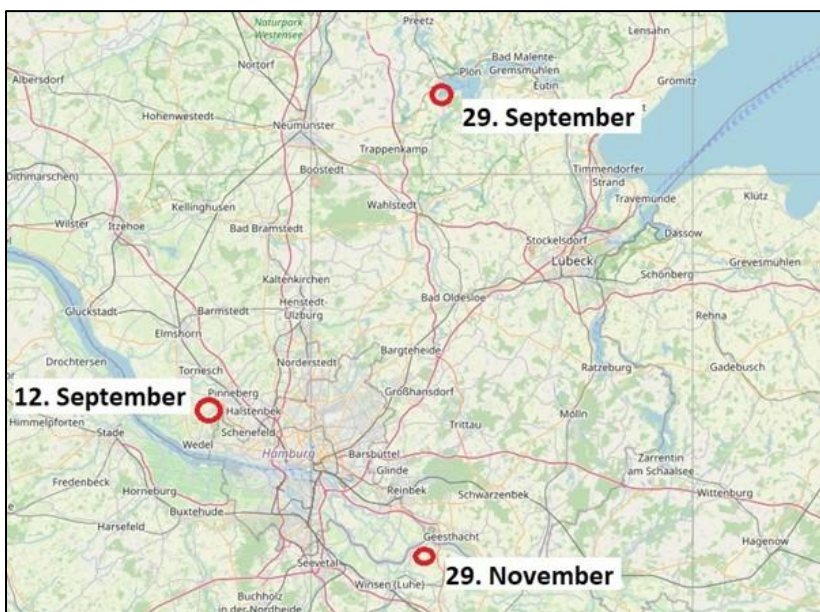 Naturpark
Westensee
Preetz
Lensahn
Nortorf
Bad Malente-
Gremsmühlen
Plön
Eutin
Grömitz
Albersdorf
29. September
Hohenwestedt
Neumünster
Trappenkamp
Boostedt
Timmendorfer
Strand
(Dithmarschen)
Kellinghusen
Wahlstedt
Travemünde
Klütz
Wilster
Itzehoe
Bad Bramstedt
Stockelsdorf
Dassow
Lübeck
Grevesmühlen
Schönberg
Kaltenkirchen
Glückstadt
Barmstedt
Henstedt-
Ulzburg
Bad Oldesloe
Rehna
Elmshorn
Bargteheide
Drochtersen
Norderstedt
Ratzeburg
Gadebusch
Tornesch
Großhansdorf
12. September
Pinneberg
Halstenbek
Mölln
Himmelpforten
Schenefeld
Trittau
Stade
Wedel
Hamburg
Barsbüttel
Zarrentin
am Schaalsee
Glinde
Fredenbeck
Horneburg
Reinbek
Schwarzenbek
Wittenburg
Buxtehude
Harsefeld
Geesthacht
Hagenow
Seevetal
29. November
Winsen (Luhe)
Buchholz
in der Nordheide